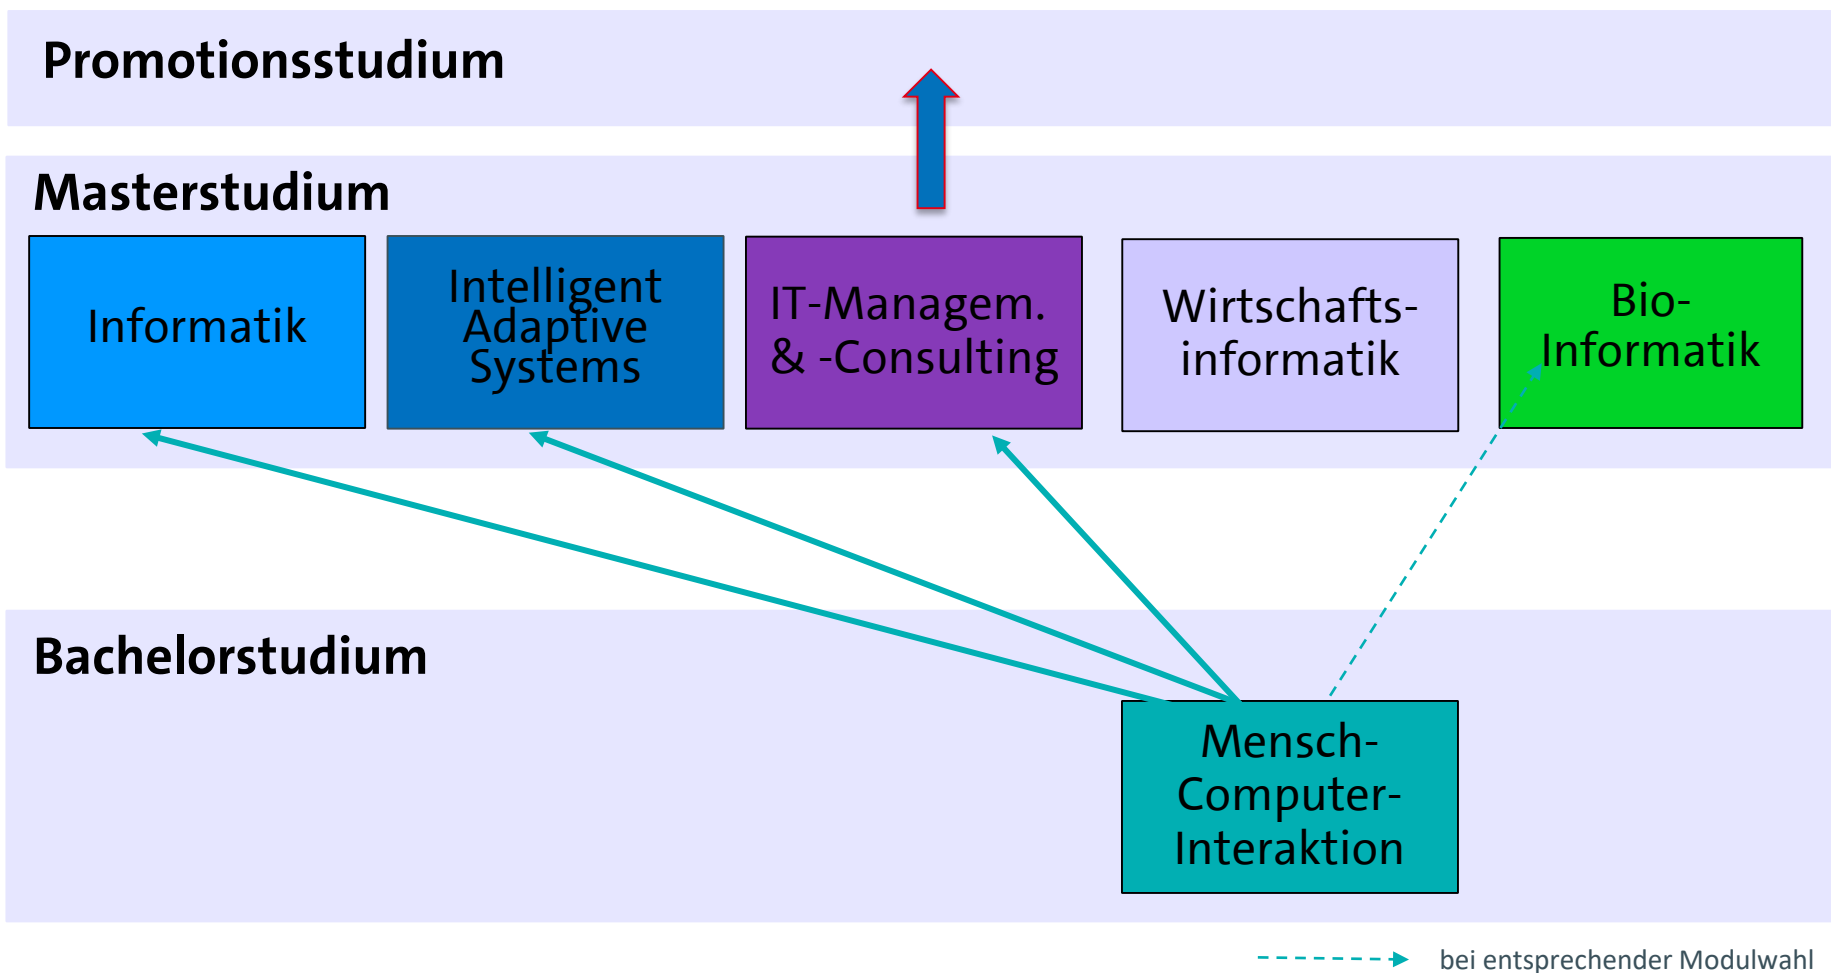 Promotionsstudium
Masterstudium
Informatik
Intelligent
Adaptive
Systems
IT-Managem.
& -Consulting
Wirtschafts-
informatik
Bio-
Informatik
Bachelorstudium
Mensch-
Computer-
Interaktion
bei entsprechender Modulwahl